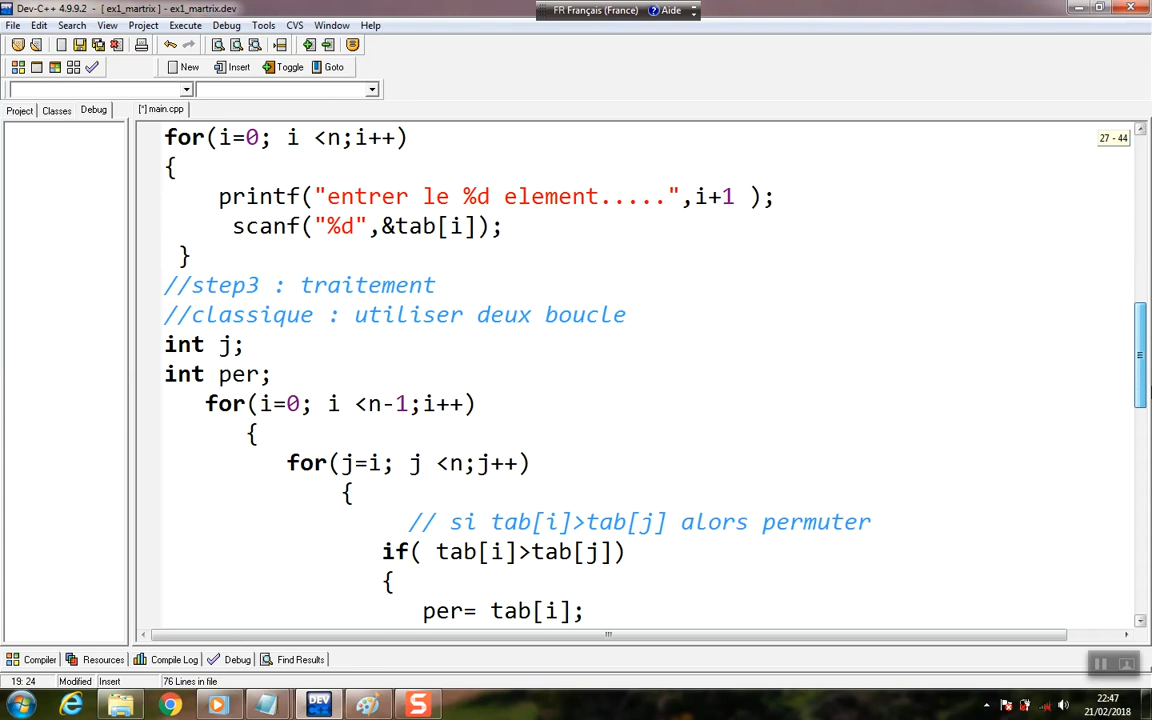 Dev-C++ 4.9.9.2 - [ ex1_martrix ] - ex1_martrix.dev
FR Français (France) Aide
File Edit Search View Project Execute Debug Tools CVS Window Help
New Insert Toggle Goto
Project Classes Debug [*] main.cpp
for(i=0; i <n;i++)
27 - 44
{
printf("entrer le %d element.....",i+1 );
scanf("%d",&tab[i]);
}
//step3 : traitement
//classique : utiliser deux boucle
int j;
int per;
for(i=0; i <n-1;i++)
{
for(j=i; j <n;j++)
{
// si tab[i]>tab[j] alors permuter
if( tab[i]>tab[j])
{
per= tab[i];
Compiler Resources Compile Log Debug Find Results
19: 24 Modified Insert 76 Lines in file
DEV
S
22:47
21/02/2018